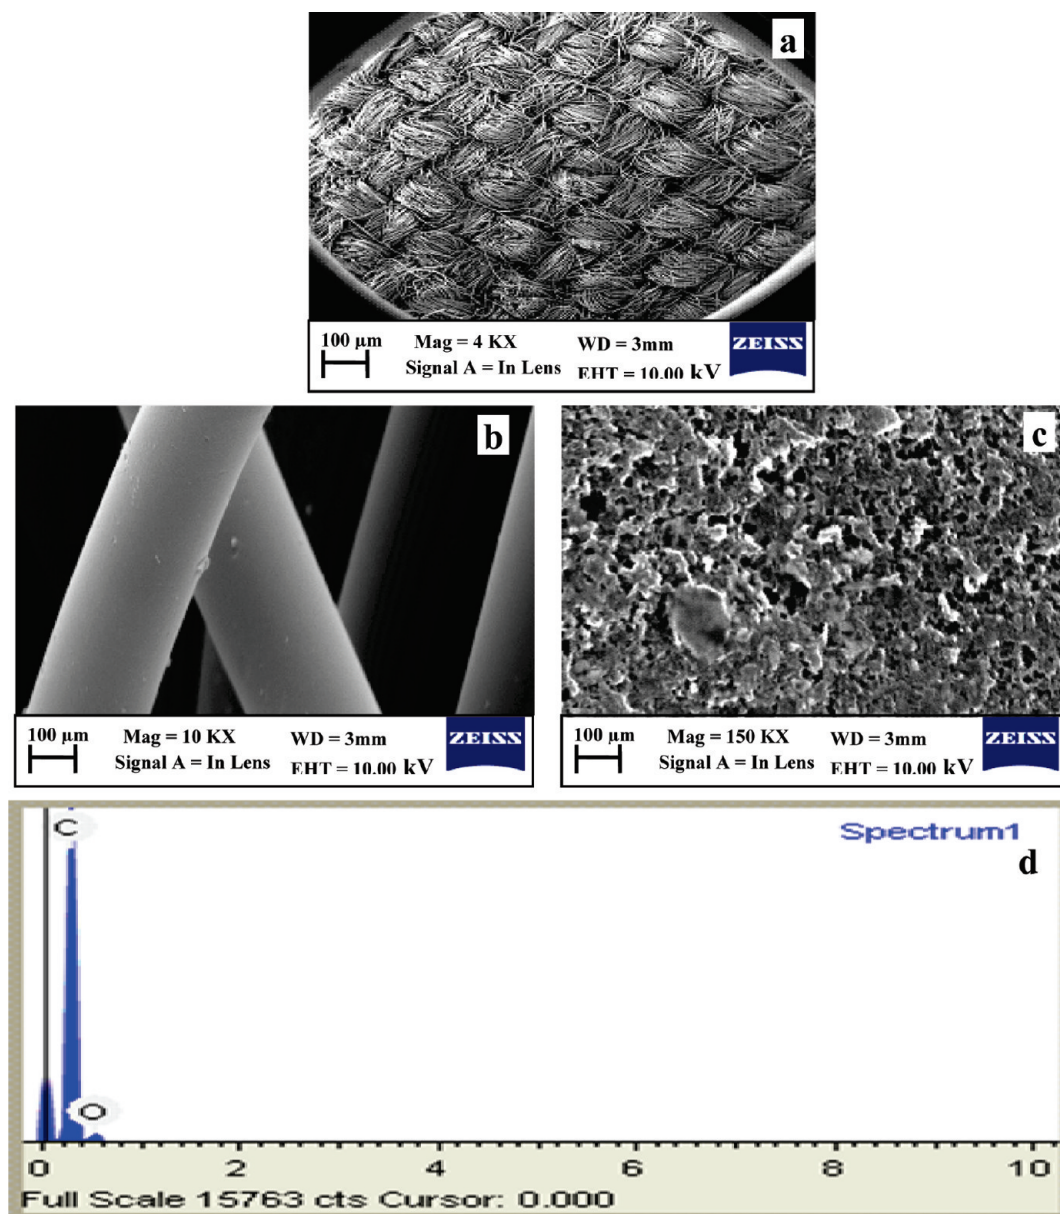 a
100 µm Mag = 4 KX WD = 3mm ZEISS
Signal A = In Lens EHT = 10.00 kV
b
100 µm Mag = 10 KX WD = 3mm ZEISS
Signal A = In Lens EHT = 10.00 kV
c
100 µm Mag = 150 KX WD = 3mm ZEISS
Signal A = In Lens EHT = 10.00 kV
C
Spectrum1
d
O
0 2 4 6 8 10
Full Scale 15763 cts Cursor: 0.000